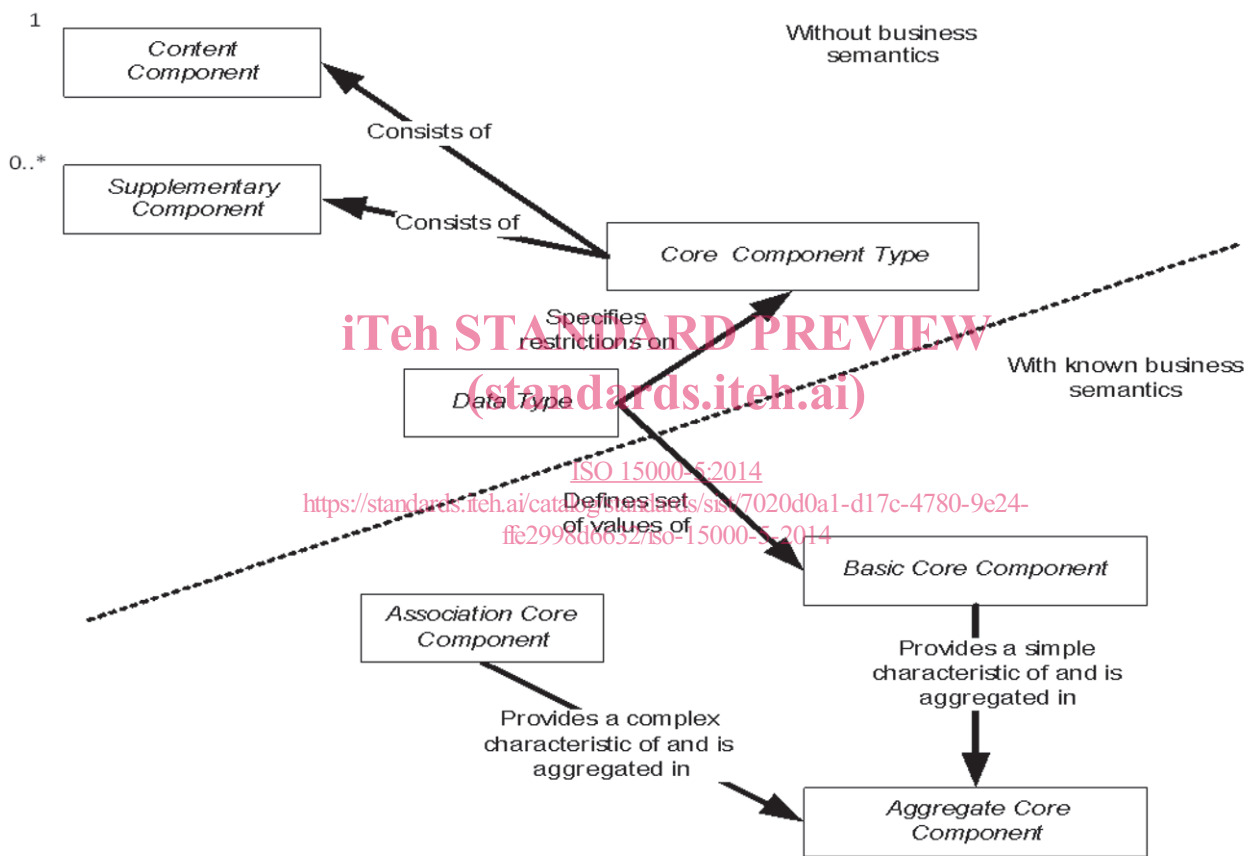 1
Content
Component
Without business
semantics
Consists of
0..*
Supplementary
Component
Consists of
Core Component Type
Specifies
restrictions on
iTeh STANDARD PREVIEW
(standards.iteh.ai)
With known business
semantics
Data Type
ISO 15000-5:2014
https://standards.iteh.ai/catalog/standards/sist/7020d0a1-d17c-4780-9e24-
ffe2998d6632/iso-15000-5-2014
Defines set
of values of
Basic Core Component
Association Core
Component
Provides a simple
characteristic of and is
aggregated in
Provides a complex
characteristic of and is
aggregated in
Aggregate Core
Component